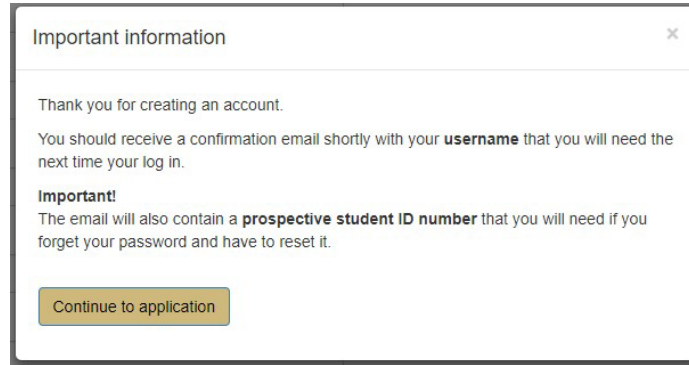 Important information
×
Thank you for creating an account.
You should receive a confirmation email shortly with your username that you will need the
next time your log in.
Important!
The email will also contain a prospective student ID number that you will need if you
forget your password and have to reset it.
Continue to application